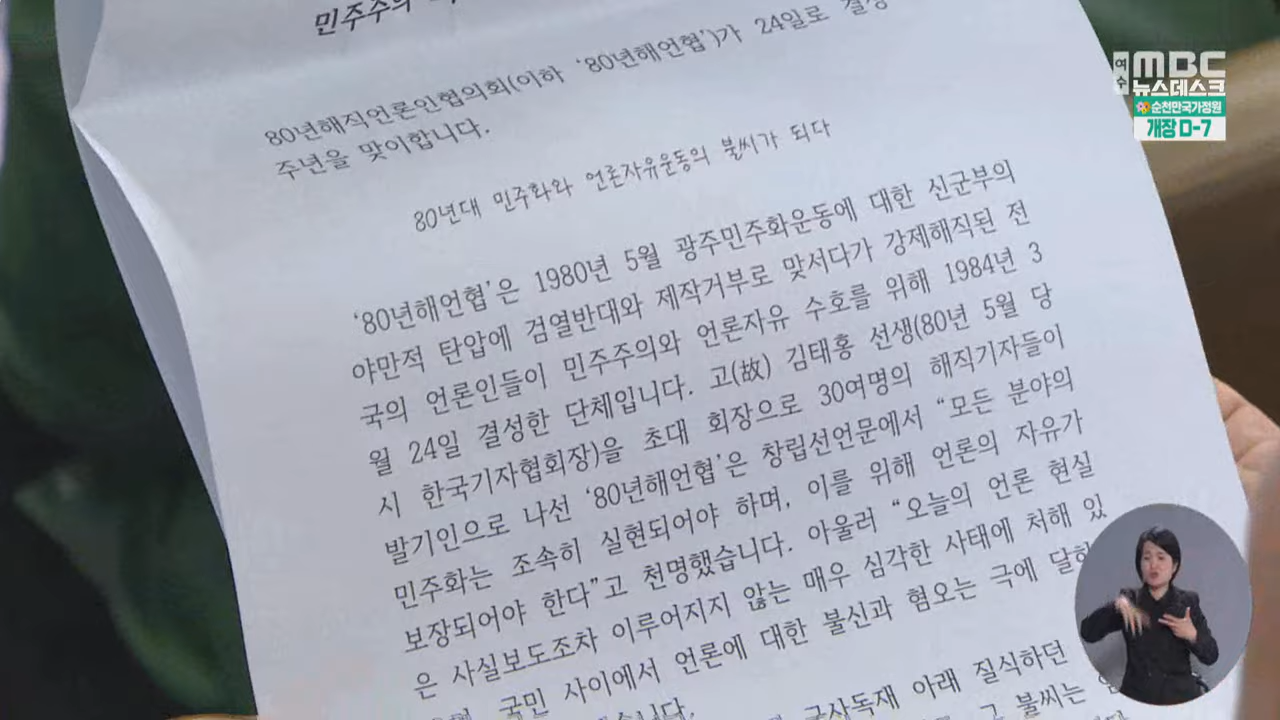 민주주의
80년해직언론인협의회(이하 '80년해언협')가 24일로 결성
주년을 맞이합니다.
80년대 민주화와 언론자유운동의 불씨가 되다
'80년해언협'은 1980년 5월 광주민주화운동에 대한 신군부의
야만적 탄압에 검열반대와 제작거부로 맞서다가 강제해직된 전
국의 언론인들이 민주주의와 언론자유 수호를 위해 1984년 3
월 24일 결성한 단체입니다. 고(故) 김태홍 선생(80년 5월 당
시 한국기자협회장)을 초대 회장으로 30여명의 해직기자들이
발기인으로 나선 '80년해언협'은 창립선언문에서 "모든 분야의
민주화는 조속히 실현되어야 하며, 이를 위해 언론의 자유가
보장되어야 한다"고 천명했습니다. 아울러 "오늘의 언론 현실
은 사실보도조차 이루어지지 않는 매우 심각한 사태에 처해 있
국민 사이에서 언론에 대한 불신과 혐오는 극에 달하
군사독재 아래 질식하던
그 불씨는
여수MBC
뉴스데스크
순천만국가정원
개장 D-7